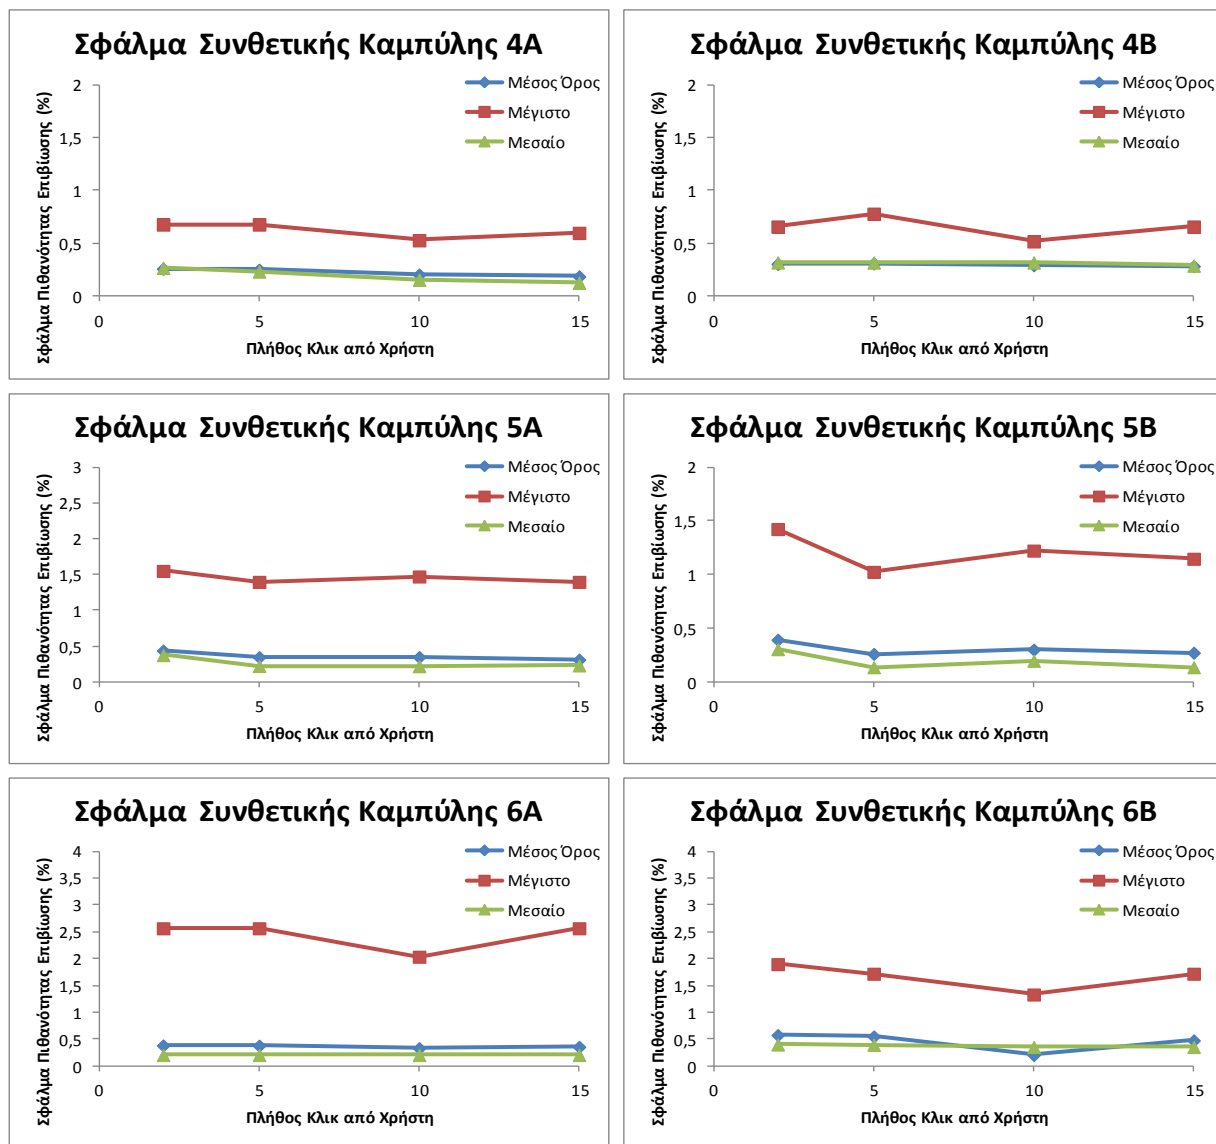 Σφάλμα Συνθετικής Καμπύλης 4Α
Σφάλμα Πιθανότητας Επιβίωσης (%)
2
1,5
1
0,5
0
0 5 10 15
Πλήθος Κλικ από Χρήστη
Μέσος Όρος
Μέγιστο
Μεσαίο
Σφάλμα Συνθετικής Καμπύλης 4Β
Σφάλμα Πιθανότητας Επιβίωσης (%)
2
1,5
1
0,5
0
0 5 10 15
Πλήθος Κλικ από Χρήστη
Μέσος Όρος
Μέγιστο
Μεσαίο
Σφάλμα Συνθετικής Καμπύλης 5Α
Σφάλμα Πιθανότητας Επιβίωσης (%)
3
2,5
2
1,5
1
0,5
0
0 5 10 15
Πλήθος Κλικ από Χρήστη
Μέσος Όρος
Μέγιστο
Μεσαίο
Σφάλμα Συνθετικής Καμπύλης 5Β
Σφάλμα Πιθανότητας Επιβίωσης (%)
2
1,5
1
0,5
0
0 5 10 15
Πλήθος Κλικ από Χρήστη
Μέσος Όρος
Μέγιστο
Μεσαίο
Σφάλμα Συνθετικής Καμπύλης 6Α
Σφάλμα Πιθανότητας Επιβίωσης (%)
4
3,5
3
2,5
2
1,5
1
0,5
0
0 5 10 15
Πλήθος Κλικ από Χρήστη
Μέσος Όρος
Μέγιστο
Μεσαίο
Σφάλμα Συνθετικής Καμπύλης 6Β
Σφάλμα Πιθανότητας Επιβίωσης (%)
4
3,5
3
2,5
2
1,5
1
0,5
0
0 5 10 15
Πλήθος Κλικ από Χρήστη
Μέσος Όρος
Μέγιστο
Μεσαίο